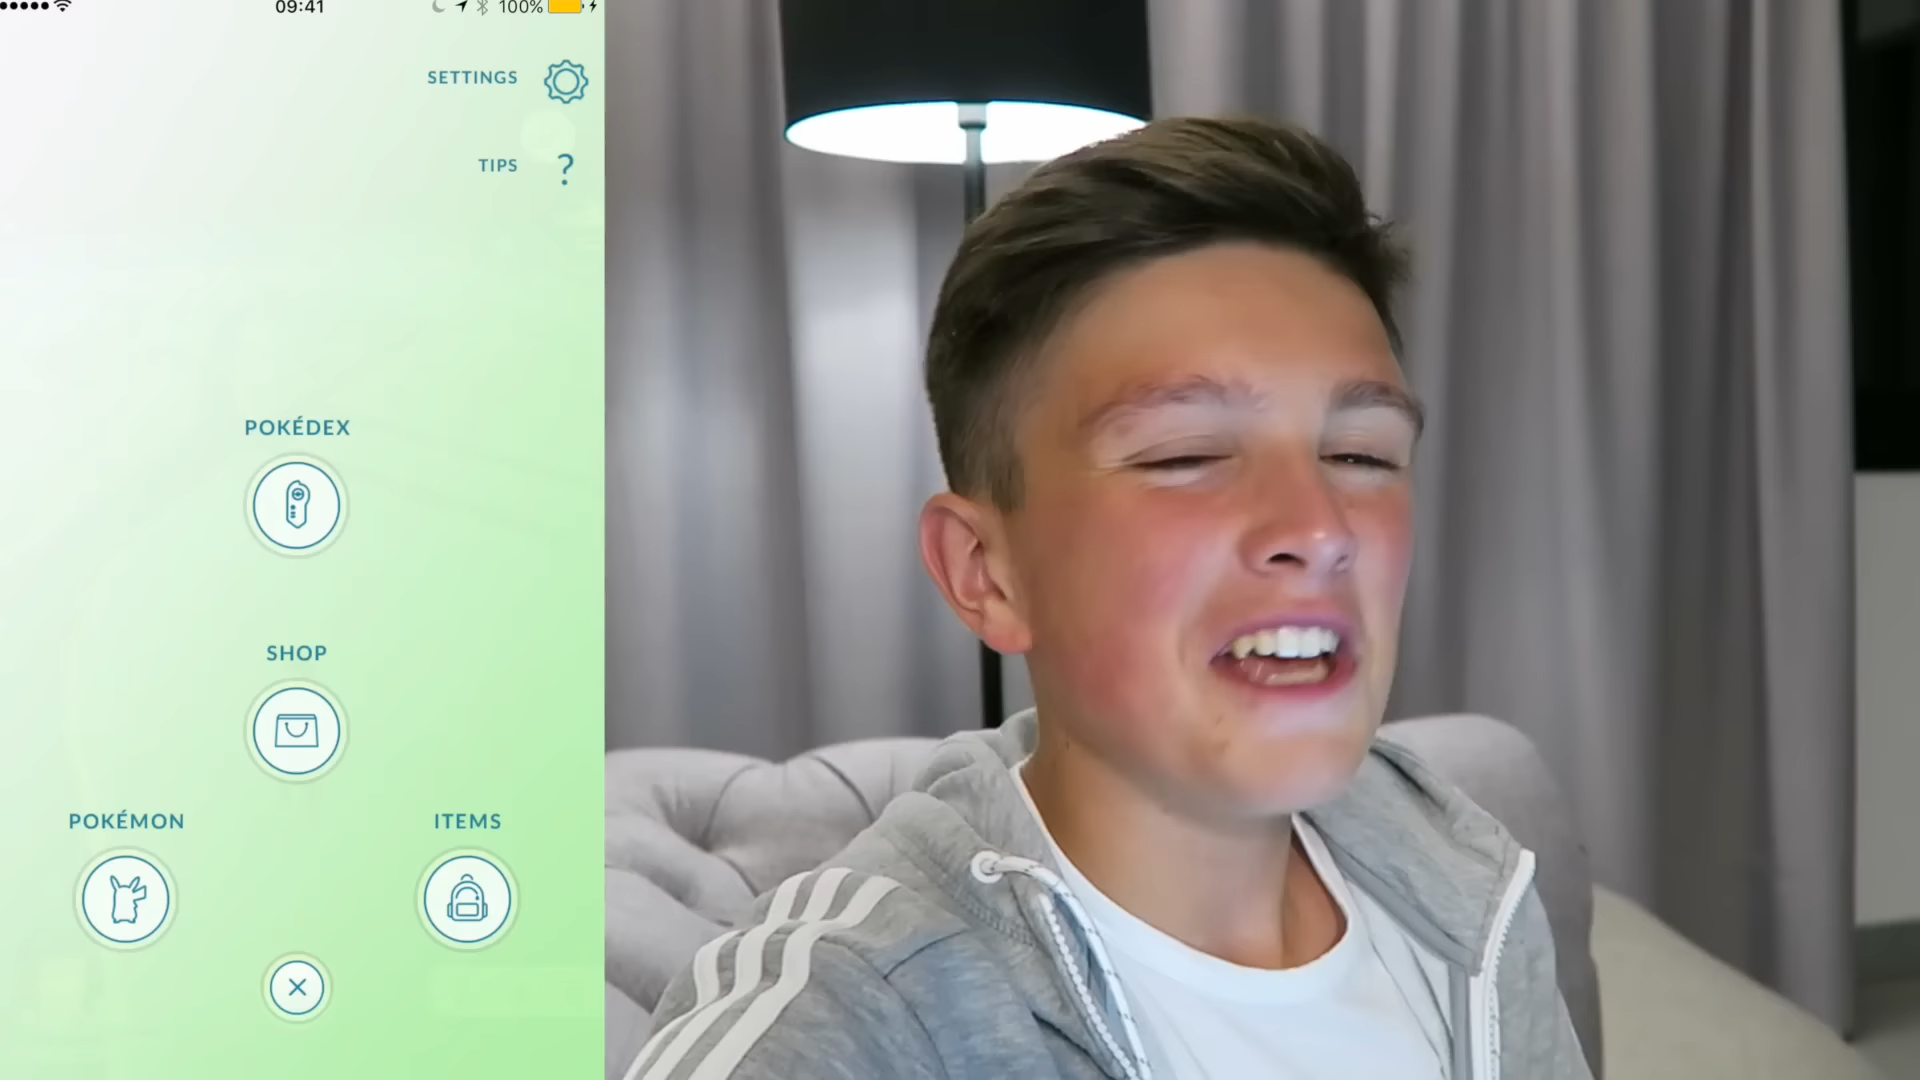 09:41
100%
SETTINGS
TIPS
?
POKÉDEX
SHOP
POKÉMON
ITEMS